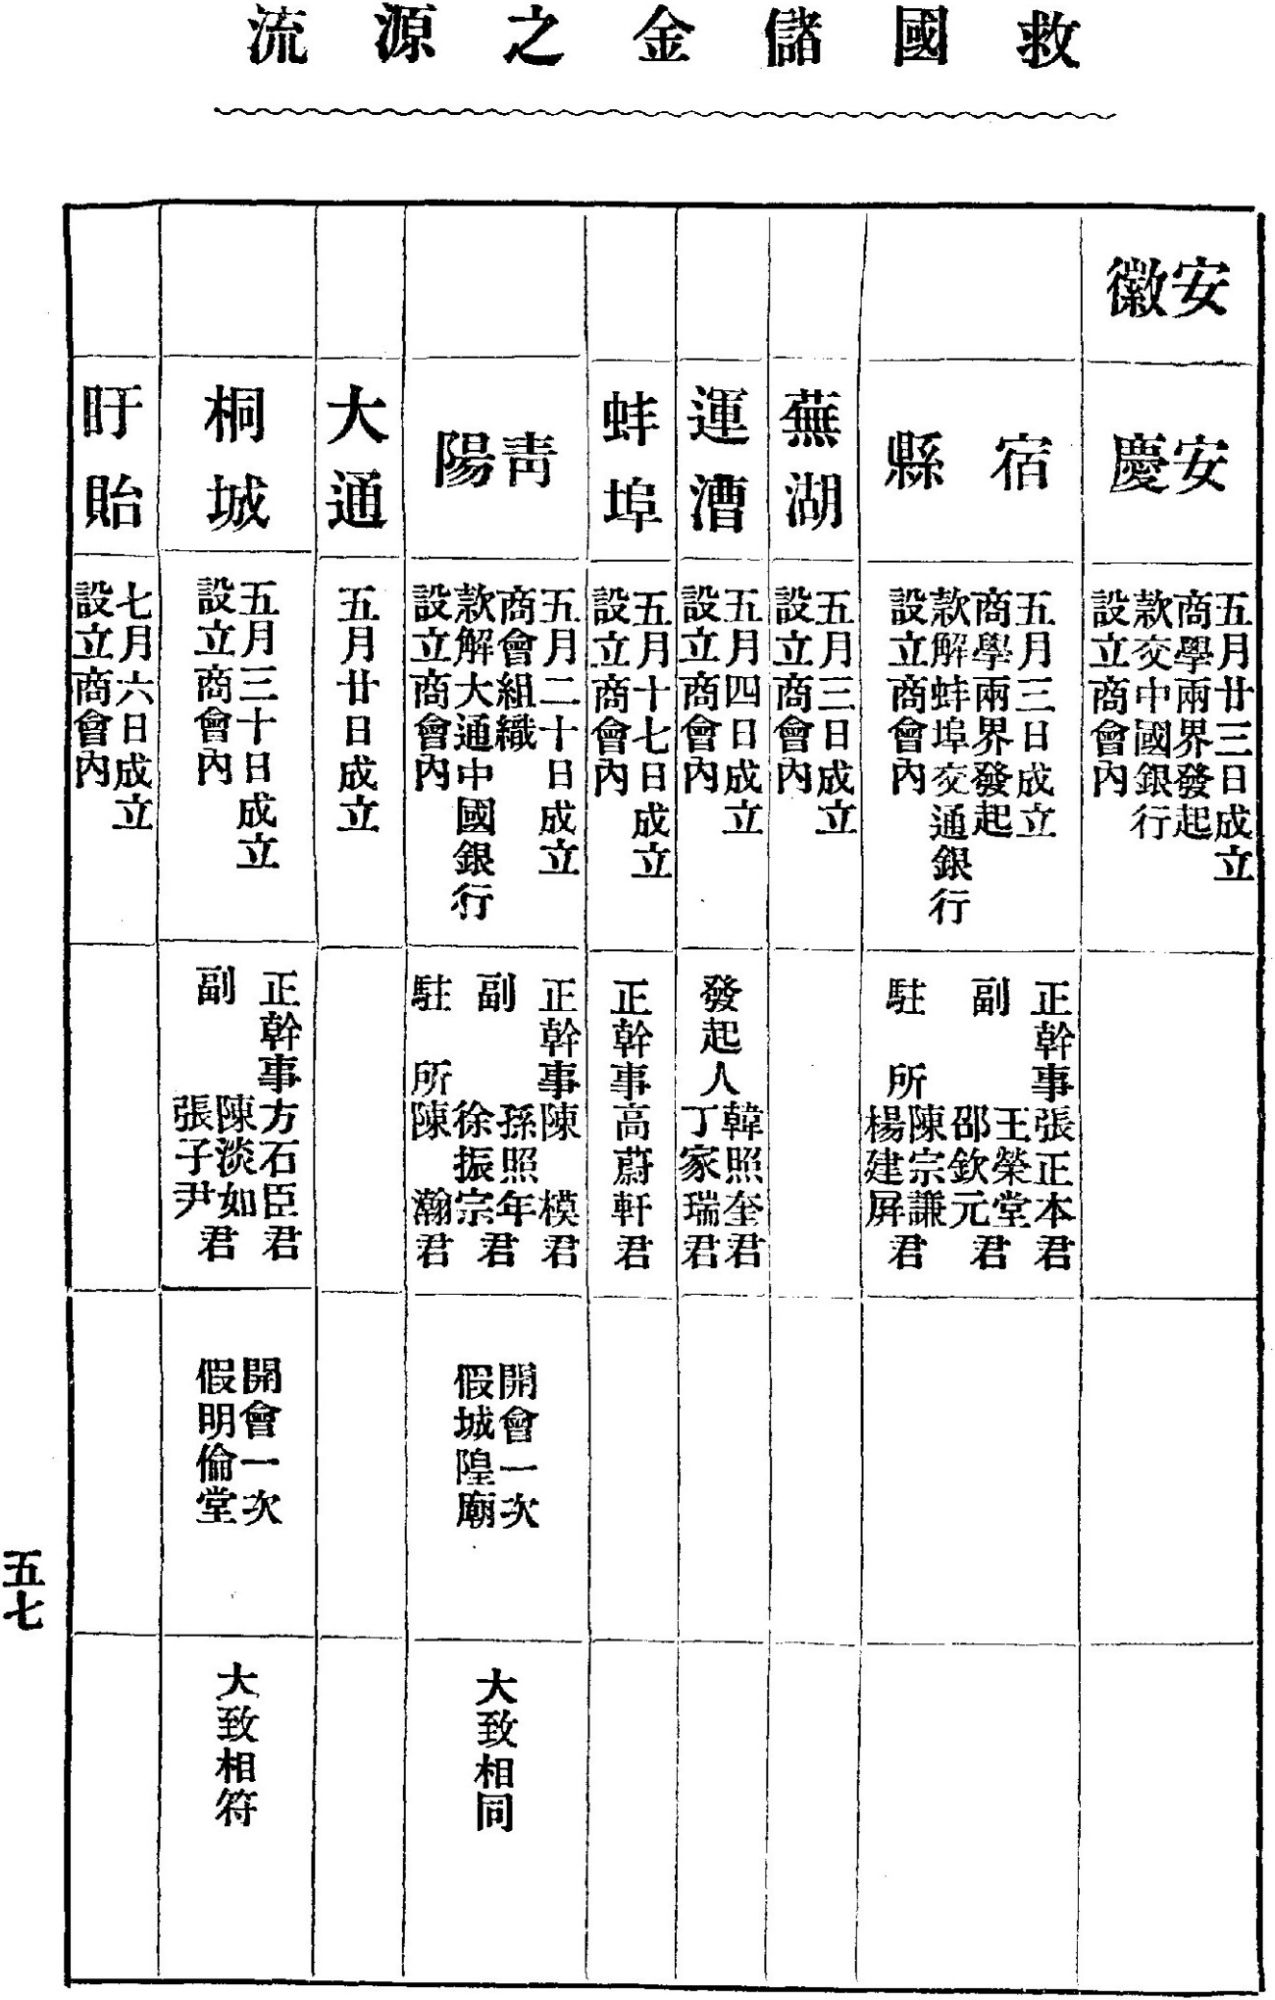 救國儲金之源流
安徽
安慶
五月廿三日成立
商學兩界發起
款交中國銀行
設立商會內
宿縣
五月三日成立
商學兩界發起
款解蚌埠交通銀行
設立商會內
正幹事張正本君
副 王榮堂
邵欽元君
駐所 陳宗謙
楊建屏君
蕪湖
五月三日成立
設立商會內
運漕
五月四日成立
設立商會內
發起人韓照奎君
丁家瑞君
蚌埠
五月十七日成立
設立商會內
正幹事高蔚軒君
青陽
五月二十日成立
商會組織
款解大通中國銀行
設立商會內
正幹事陳模君
副 孫照年
徐振宗君
駐所陳瀚君
開會一次
假城隍廟
大致相同
大通
五月廿日成立
桐城
五月三十日成立
設立商會內
正幹事方石臣君
副 陳淡如
張子尹君
開會一次
假明倫堂
大致相符
盱眙
七月六日成立
設立商會內
五七